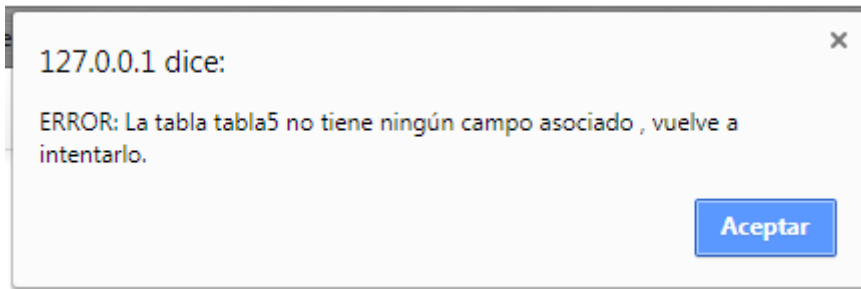 127.0.0.1 dice:
ERROR: La tabla tabla5 no tiene ningún campo asociado , vuelve a
intentarlo.
Aceptar